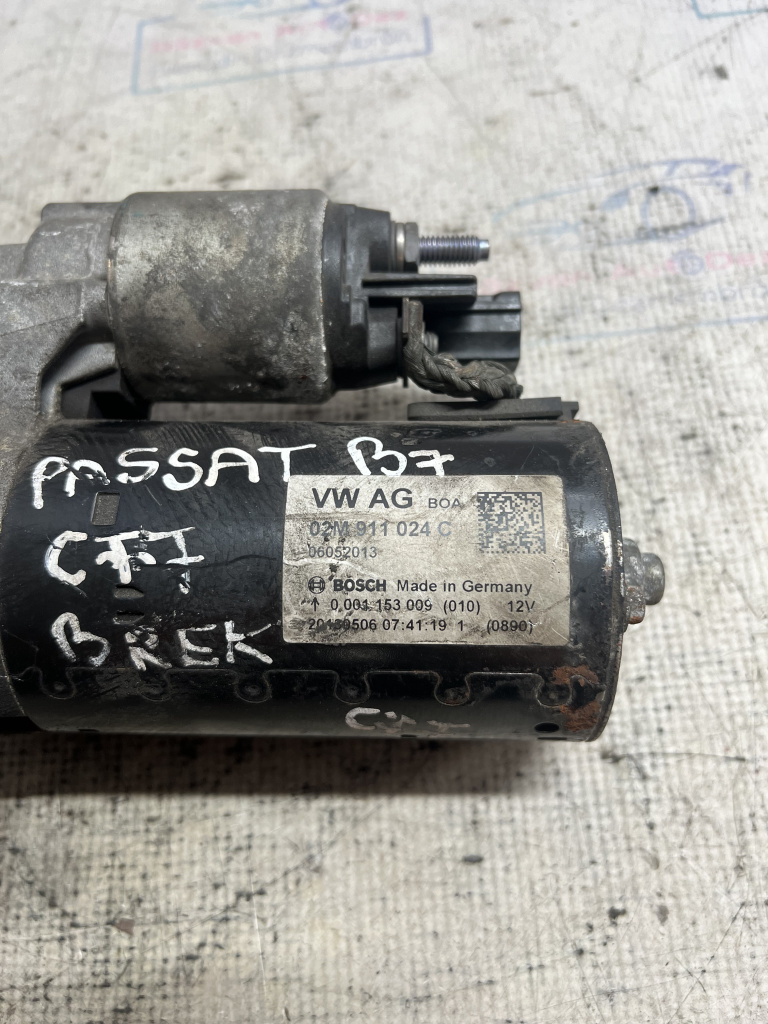 PASSAT B7
VW AG BOA
02M 911 024 C
06052013
BOSCH Made in Germany
0.001 153 009 (010) 12V
20130506 07:41:19 1 (0890)
BREK